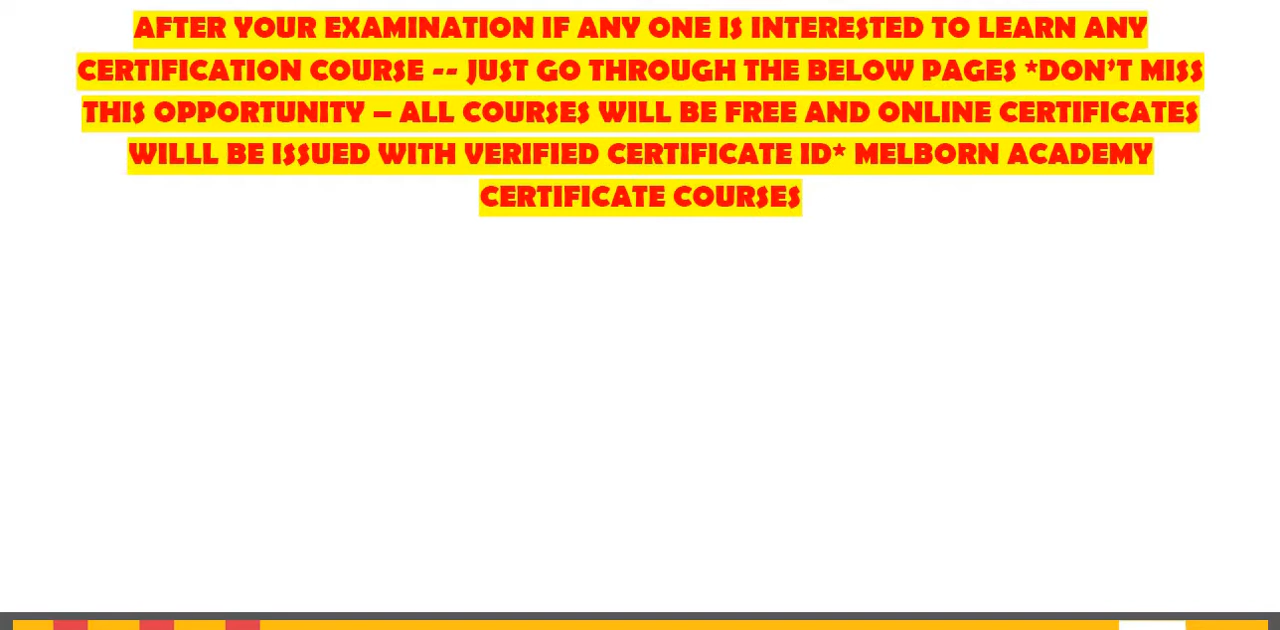 AFTER YOUR EXAMINATION IF ANY ONE IS INTERESTED TO LEARN ANY
CERTIFICATION COURSE -- JUST GO THROUGH THE BELOW PAGES *DON’T MISS
THIS OPPORTUNITY – ALL COURSES WILL BE FREE AND ONLINE CERTIFICATES
WILLL BE ISSUED WITH VERIFIED CERTIFICATE ID* MELBORN ACADEMY
CERTIFICATE COURSES